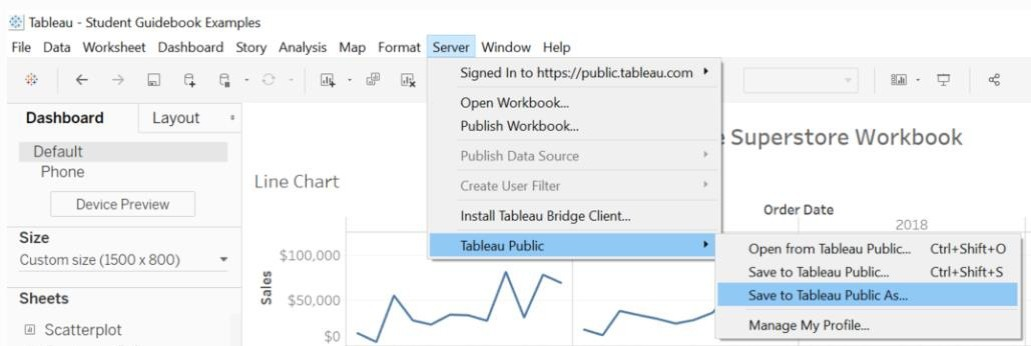 Tableau - Student Guidebook Examples
File Data Worksheet Dashboard Story Analysis Map Format Server Window Help
Signed In to https://public.tableau.com
Open Workbook...
Publish Workbook...
Publish Data Source
Create User Filter
Install Tableau Bridge Client...
Tableau Public
Open from Tableau Public... Ctrl+Shift+O
Save to Tableau Public... Ctrl+Shift+S
Save to Tableau Public As...
Manage My Profile...
Dashboard Layout
Default
Phone
Device Preview
Size
Custom size (1500 x 800)
Sheets
Scatterplot
Superstore Workbook
Line Chart
Order Date
2018
Sales
$100,000
$50,000
$0